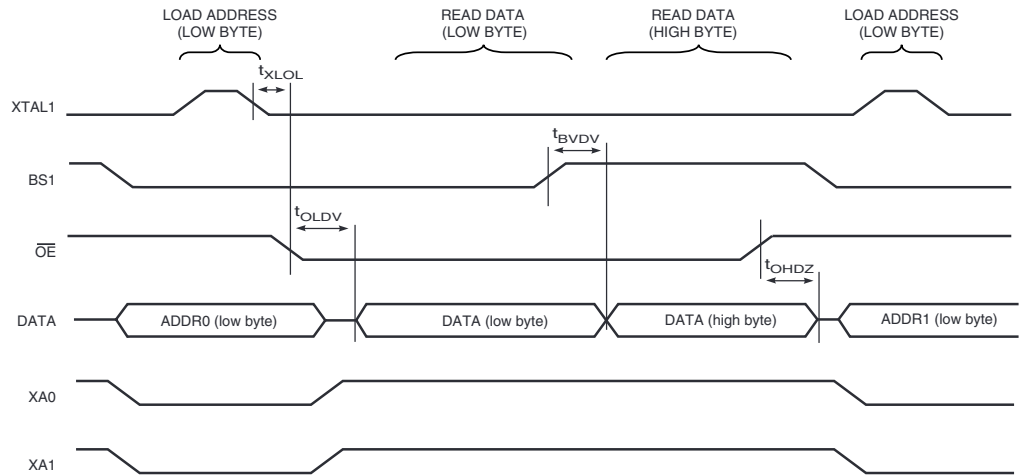 LOAD ADDRESS
(LOW BYTE)
READ DATA
(LOW BYTE)
READ DATA
(HIGH BYTE)
LOAD ADDRESS
(LOW BYTE)
tXLOL
XTAL1
tBVDV
BS1
tOLDV
OE
tOHDZ
DATA
ADDR0 (low byte)
DATA (low byte)
DATA (high byte)
ADDR1 (low byte)
XA0
XA1